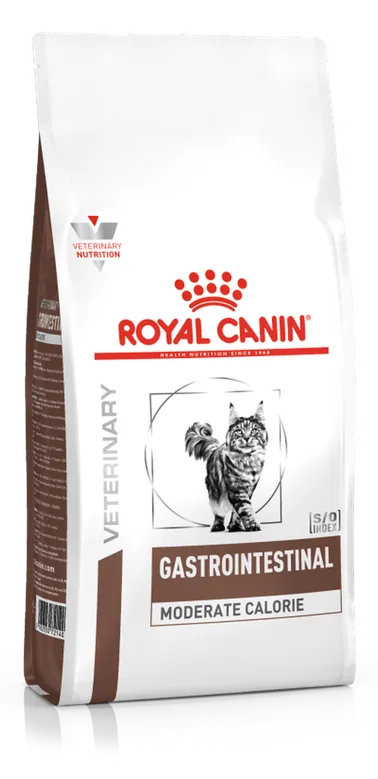 VETERINARY
NUTRITION
ROYAL CANIN®
HEALTH NUTRITION SINCE 1968
VETERINARY
S/O
INDEX
GASTROINTESTINAL
MODERATE CALORIE